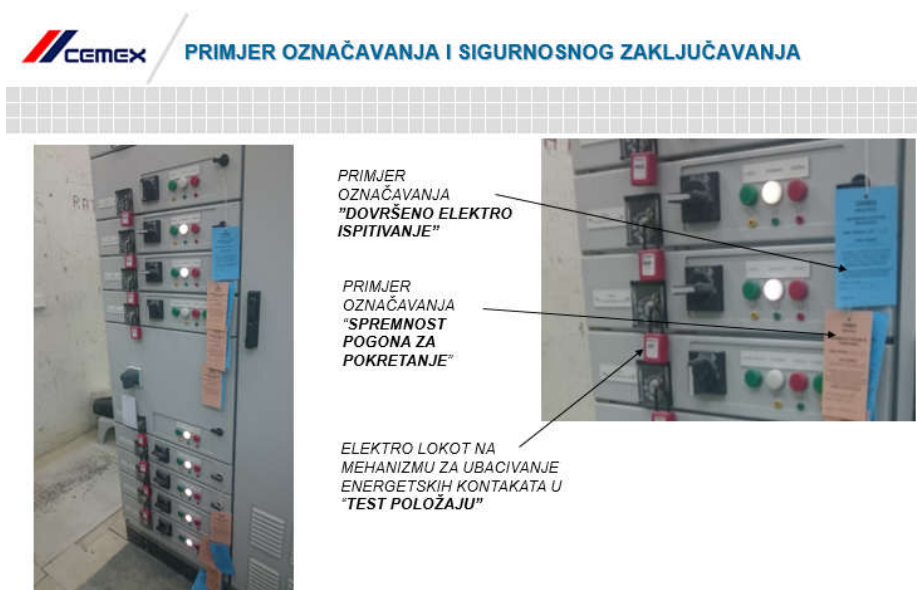 CEMEX
PRIMJER OZNAČAVANJA I SIGURNOSNOG ZAKLJUČAVANJA
PRIMJER
OZNAČAVANJA
”DOVRŠENO ELEKTRO
ISPITIVANJE”
PRIMJER
OZNAČAVANJA
“SPREMNOST
POGONA ZA
POKRETANJE”
ELEKTRO LOKOT NA
MEHANIZMU ZA UBACIVANJE
ENERGETSKIH KONTAKATA U
“TEST POLOŽAJU”